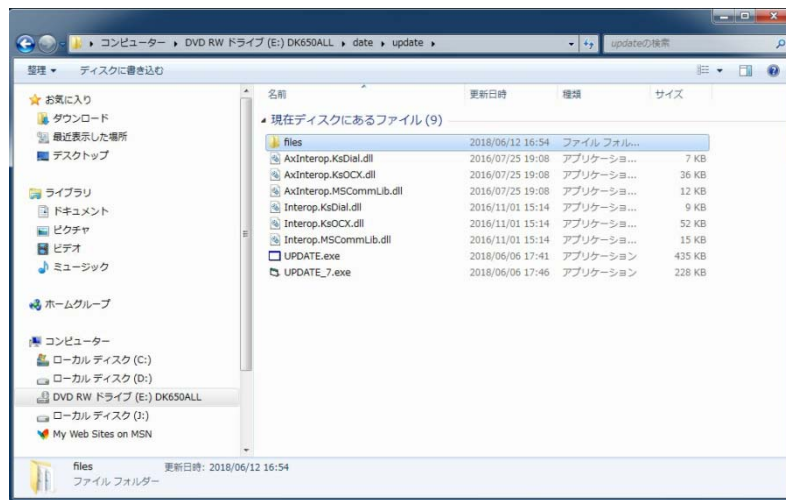 コンピューター ▸ DVD RW ドライブ (E:) DK650ALL ▸ date ▸ update ▸
updateの検索
整理 ▼ ディスクに書き込む
お気に入り
ダウンロード
最近表示した場所
デスクトップ
ライブラリ
ドキュメント
ピクチャ
ビデオ
ミュージック
ホームグループ
コンピューター
ローカル ディスク (C:)
ローカル ディスク (D:)
DVD RW ドライブ (E:) DK650ALL
ローカル ディスク (J:)
My Web Sites on MSN
名前 更新日時 種類 サイズ
現在ディスクにあるファイル (9)
files 2018/06/12 16:54 ファイル フォル...
AxInterop.KsDial.dll 2016/07/25 19:08 アプリケーショ... 7 KB
AxInterop.KsOCX.dll 2016/07/25 19:08 アプリケーショ... 36 KB
AxInterop.MSCommLib.dll 2016/07/25 19:08 アプリケーショ... 12 KB
Interop.KsDial.dll 2016/11/01 15:14 アプリケーショ... 9 KB
Interop.KsOCX.dll 2016/11/01 15:14 アプリケーショ... 52 KB
Interop.MSCommLib.dll 2016/11/01 15:14 アプリケーショ... 15 KB
UPDATE.exe 2018/06/06 17:41 アプリケーション 435 KB
UPDATE_7.exe 2018/06/06 17:46 アプリケーション 228 KB
files 更新日時: 2018/06/12 16:54
ファイル フォルダー